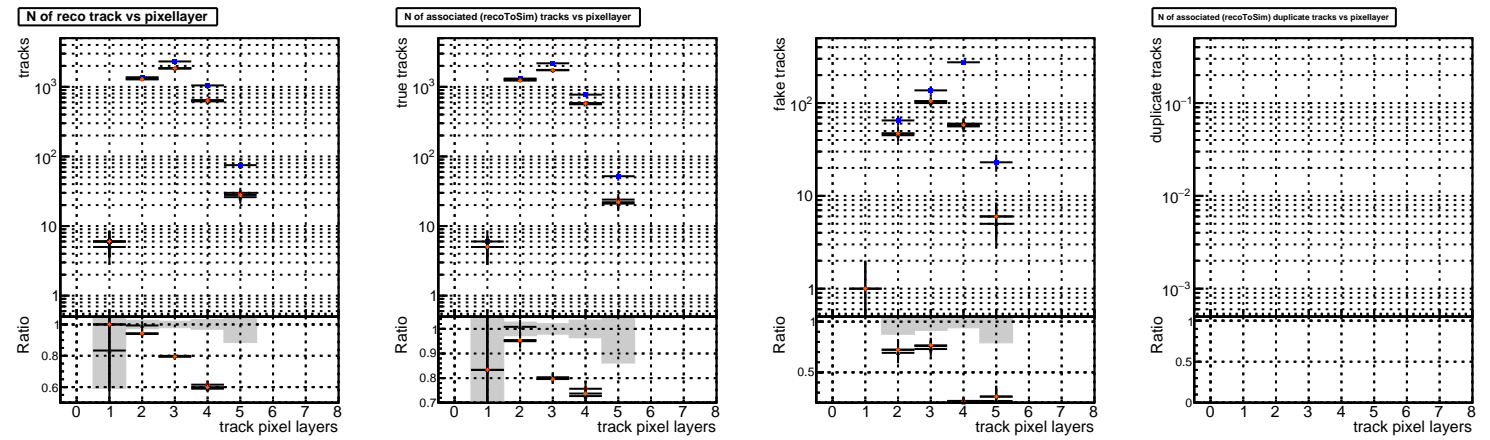 N of reco track vs pixellayer
tracks
10³
10²
10
1
Ratio
1
0.8
0.6
0 1 2 3 4 5 6 7 8
track pixel layers
N of associated (recoToSim) tracks vs pixellayer
true tracks
10³
10²
10
1
Ratio
1
0.9
0.8
0.7
0 1 2 3 4 5 6 7 8
track pixel layers
fake tracks
10²
10
1
Ratio
1
0.5
0 1 2 3 4 5 6 7 8
track pixel layers
N of associated (recoToSim) duplicate tracks vs pixellayer
duplicate tracks
10⁻¹
10⁻²
10⁻³
Ratio
1
0.5
0
0 1 2 3 4 5 6 7 8
track pixel layers